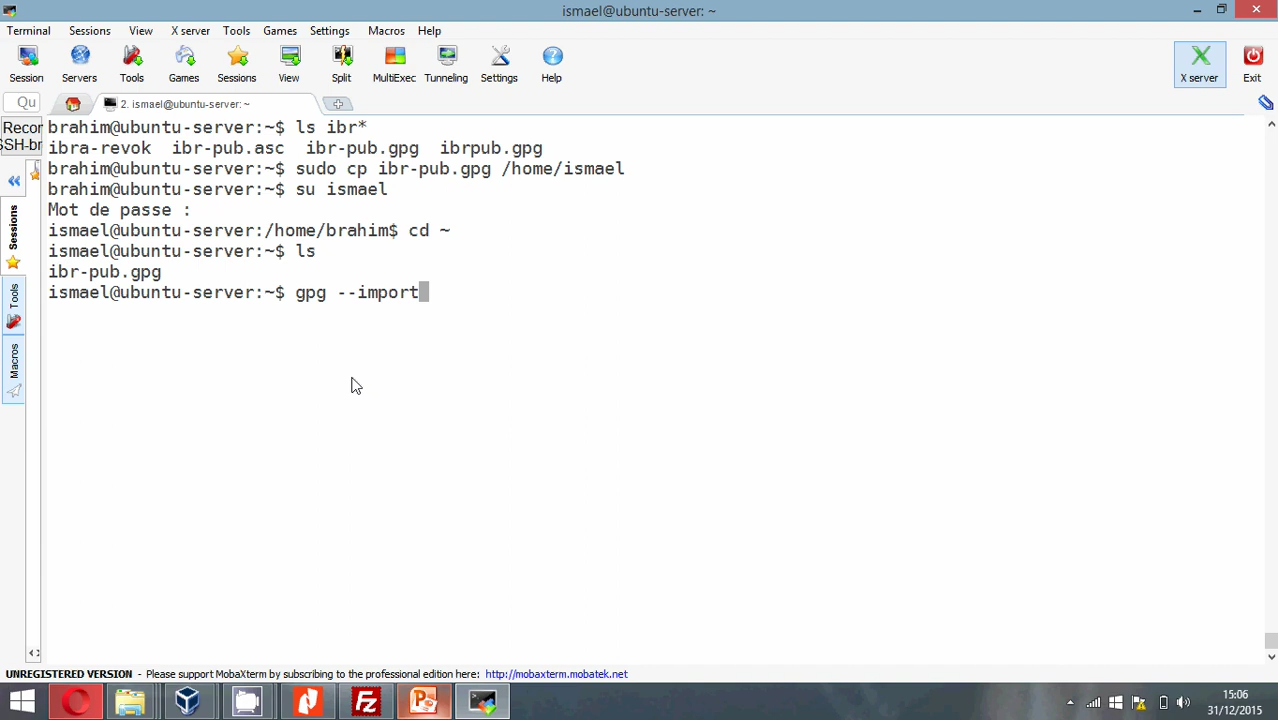 ismael@ubuntu-server: ~
Terminal Sessions View X server Tools Games Settings Macros Help
Session Servers Tools Games Sessions View Split MultiExec Tunneling Settings Help X server Exit
Qu
2. ismael@ubuntu-server: ~
Recor
SSH-br
brahim@ubuntu-server:~$ ls ibr*
ibra-revok ibr-pub.asc ibr-pub.gpg ibrpub.gpg
brahim@ubuntu-server:~$ sudo cp ibr-pub.gpg /home/ismael
brahim@ubuntu-server:~$ su ismael
Mot de passe :
ismael@ubuntu-server:/home/brahim$ cd ~
ismael@ubuntu-server:~$ ls
ibr-pub.gpg
ismael@ubuntu-server:~$ gpg --import
Sessions
Tools
Macros
UNREGISTERED VERSION - Please support MobaXterm by subscribing to the professional edition here: http://mobaxterm.mobatek.net
15:06
31/12/2015